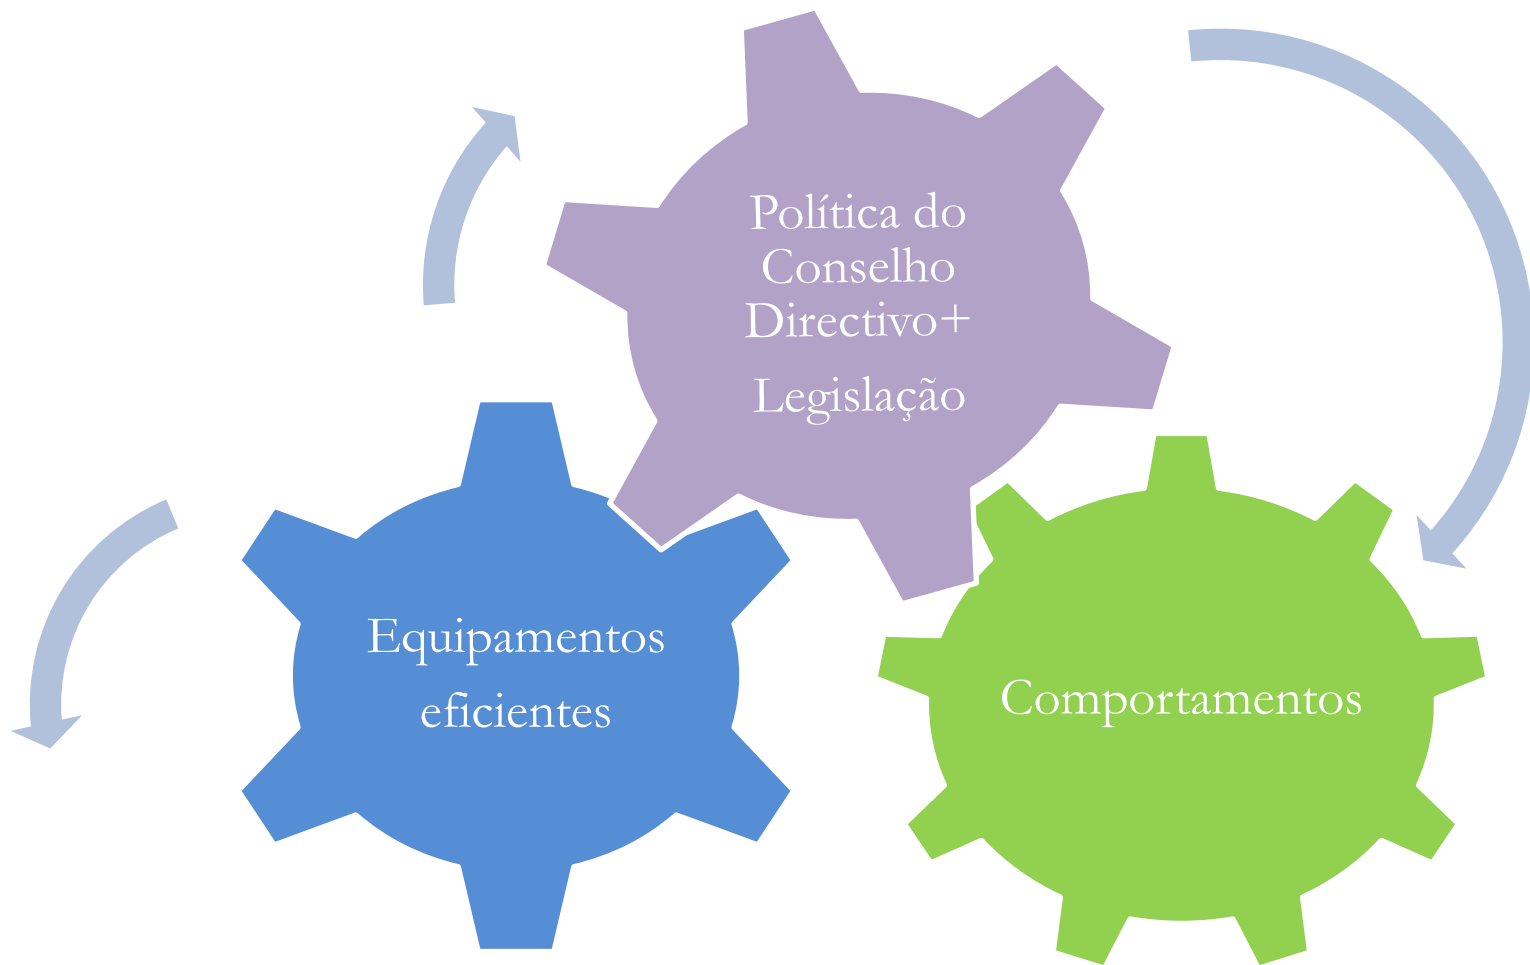 Política do
Conselho
Directivo+
Legislação
Equipamentos
eficientes
Comportamentos